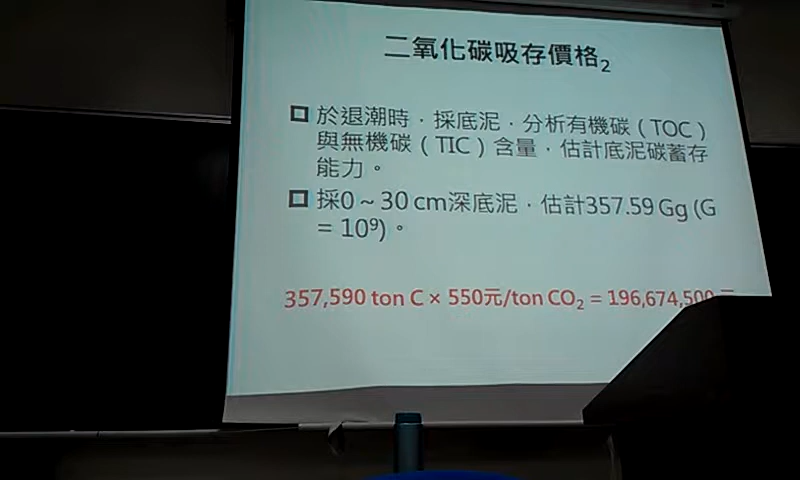 二氧化碳吸存價格2
於退潮時，採底泥，分析有機碳（TOC）
與無機碳（TIC）含量，估計底泥碳蓄存
能力。
採0~30 cm深底泥，估計357.59 Gg (G
= 10⁹)。
357,590 ton C × 550元/ton CO₂ = 196,674,500